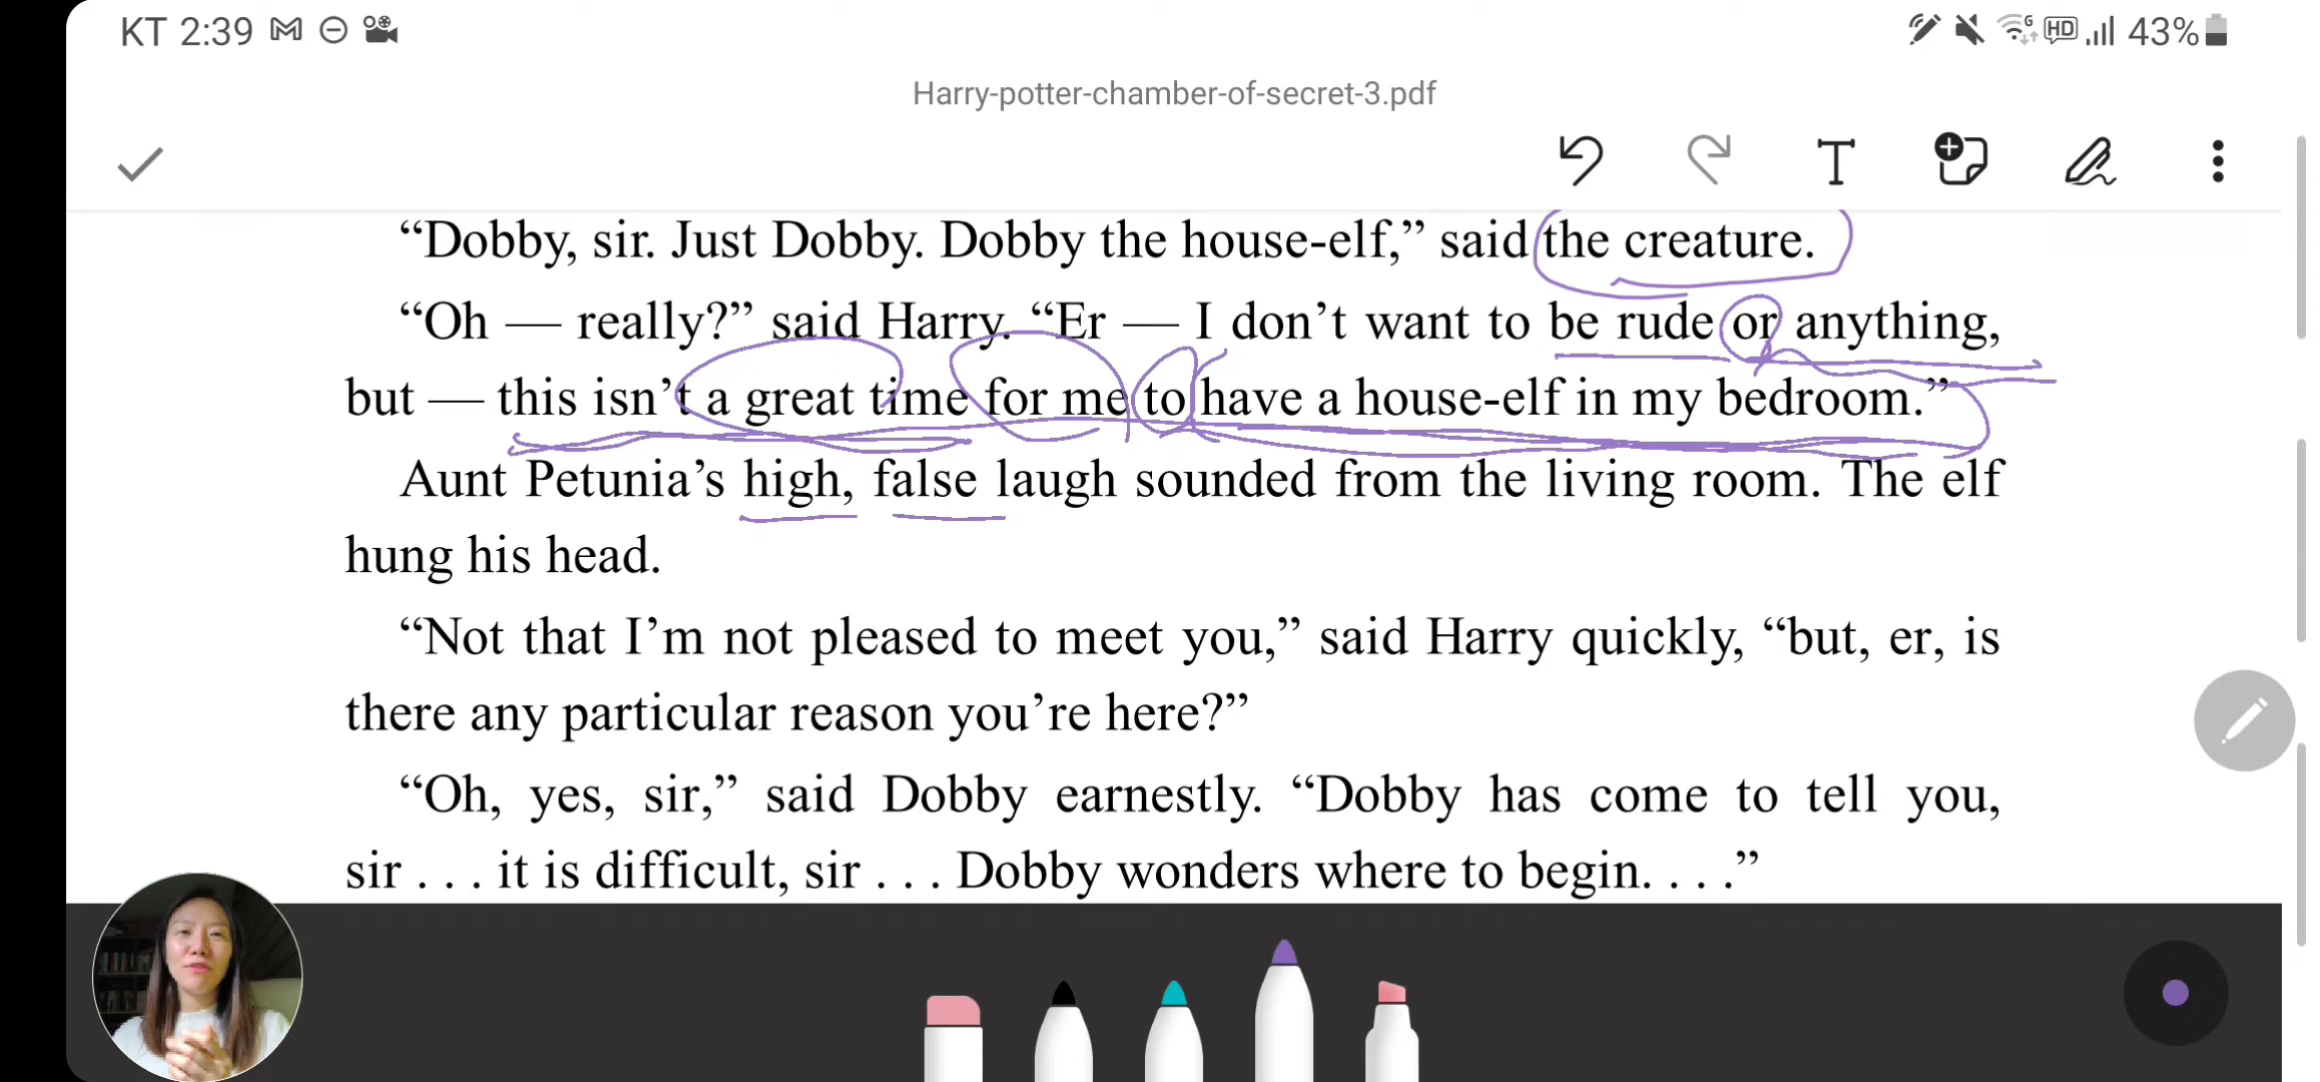 KT 2:39
HD 43%
Harry-potter-chamber-of-secret-3.pdf
T
“Dobby, sir. Just Dobby. Dobby the house-elf,” said the creature.
“Oh — really?” said Harry. “Er — I don’t want to be rude or anything,
but — this isn’t a great time for me to have a house-elf in my bedroom.”
Aunt Petunia’s high, false laugh sounded from the living room. The elf
hung his head.
“Not that I’m not pleased to meet you,” said Harry quickly, “but, er, is
there any particular reason you’re here?”
“Oh, yes, sir,” said Dobby earnestly. “Dobby has come to tell you,
sir . . . it is difficult, sir . . . Dobby wonders where to begin. . . .”